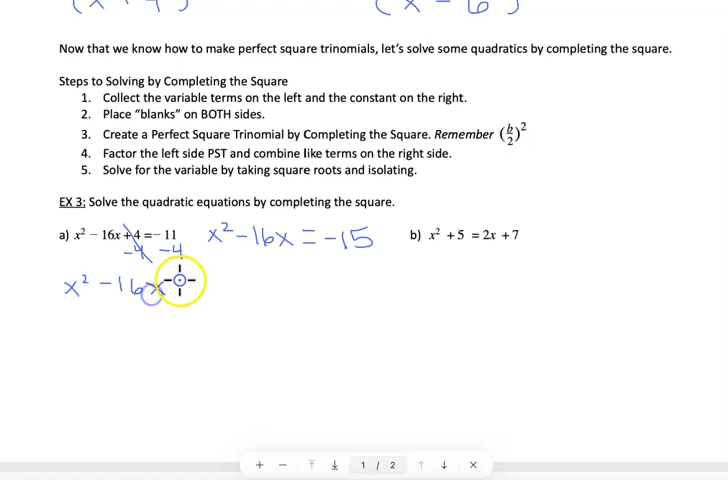 (x + 4) (x - 6)
Now that we know how to make perfect square trinomials, let's solve some quadratics by completing the square.
Steps to Solving by Completing the Square
1. Collect the variable terms on the left and the constant on the right.
2. Place "blanks" on BOTH sides.
3. Create a Perfect Square Trinomial by Completing the Square. Remember (b/2)²
4. Factor the left side PST and combine like terms on the right side.
5. Solve for the variable by taking square roots and isolating.
EX 3: Solve the quadratic equations by completing the square.
a) x² – 16x + 4 = – 11 x² – 16x = – 15 b) x² + 5 = 2x + 7
–4 –4
x² – 16x
1 / 2